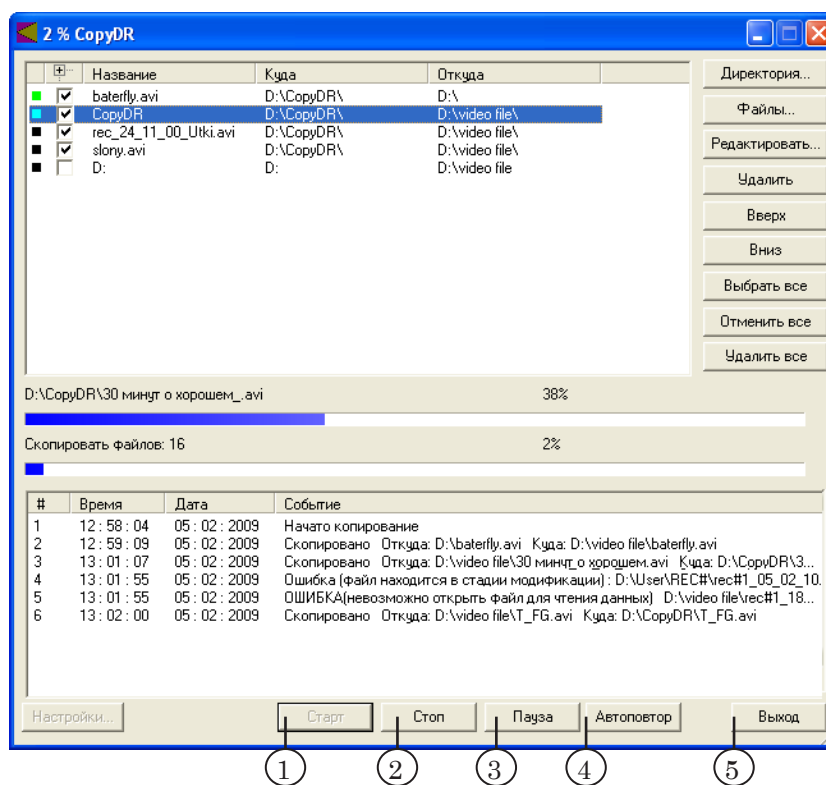 2 % CopyDR
Название Куда Откуда
baterfly.avi D:\CopyDR\ D:\
CopyDR D:\CopyDR\ D:\video file\
rec_24_11_00_Utki.avi D:\CopyDR\ D:\video file\
slony.avi D:\CopyDR\ D:\video file\
D: D: D:\video file
Директория...
Файлы...
Редактировать...
Удалить
Вверх
Вниз
Выбрать все
Отменить все
Удалить все
D:\CopyDR\30 минут о хорошем_.avi 38%
Скопировать файлов: 16 2%
# Время Дата Событие
1 12 : 58 : 04 05 : 02 : 2009 Начато копирование
2 12 : 59 : 09 05 : 02 : 2009 Скопировано Откуда: D:\baterfly.avi Куда: D:\video file\baterfly.avi
3 13 : 01 : 07 05 : 02 : 2009 Скопировано Откуда: D:\video file\30 минут о хорошем.avi Куда: D:\CopyDR\3...
4 13 : 01 : 55 05 : 02 : 2009 Ошибка (файл находится в стадии модификации) : D:\User\REC#\rec#1_05_02_10.
5 13 : 01 : 55 05 : 02 : 2009 ОШИБКА(невозможно открыть файл для чтения данных) D:\video file\rec#1_18...
6 13 : 02 : 00 05 : 02 : 2009 Скопировано Откуда: D:\video file\T_FG.avi Куда: D:\CopyDR\T_FG.avi
Настройки... Старт Стоп Пауза Автоповтор Выход
1 2 3 4 5